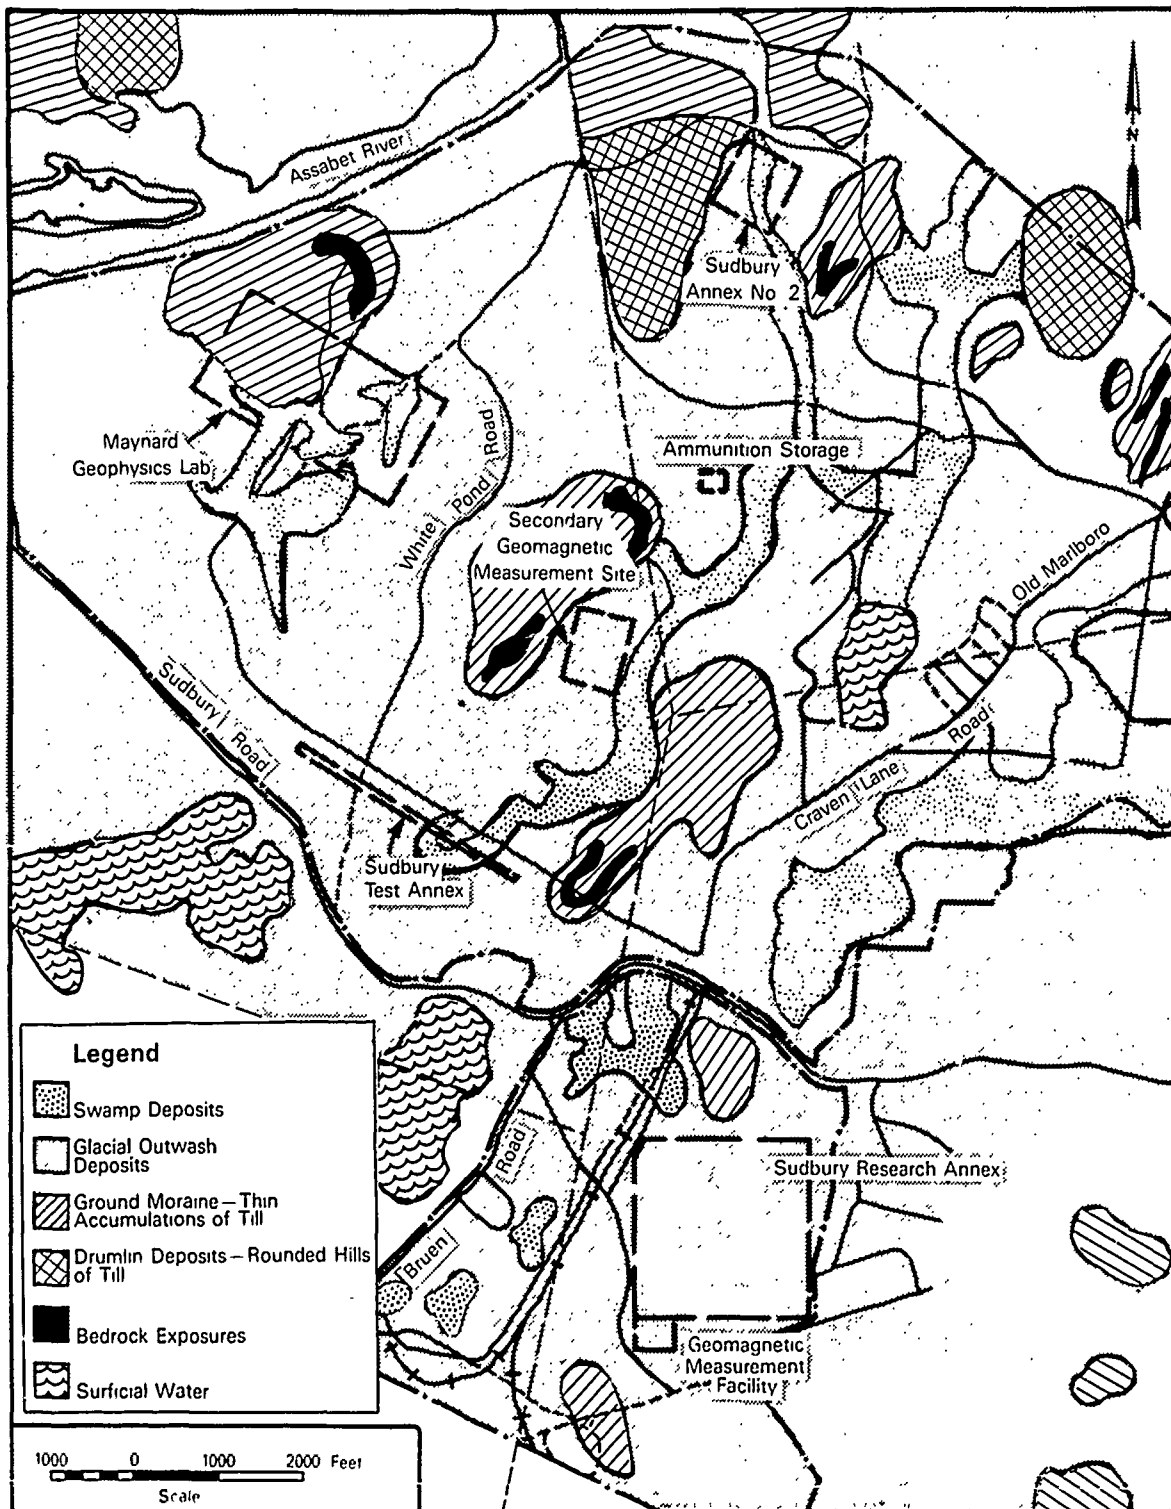 Assabet River
N
Sudbury
Annex No 2
Maynard
Geophysics Lab
White Pond Road
Ammunition Storage
Secondary
Geomagnetic
Measurement Site
Old Marlboro
Road
Sudbury Road
Craven Lane
Sudbury
Test Annex
Legend
Swamp Deposits
Glacial Outwash
Deposits
Ground Moraine – Thin
Accumulations of Till
Drumlin Deposits – Rounded Hills
of Till
Bedrock Exposures
Surficial Water
Bruen Road
Sudbury Research Annex
Geomagnetic
Measurement
Facility
1000 0 1000 2000 Feet
Scale